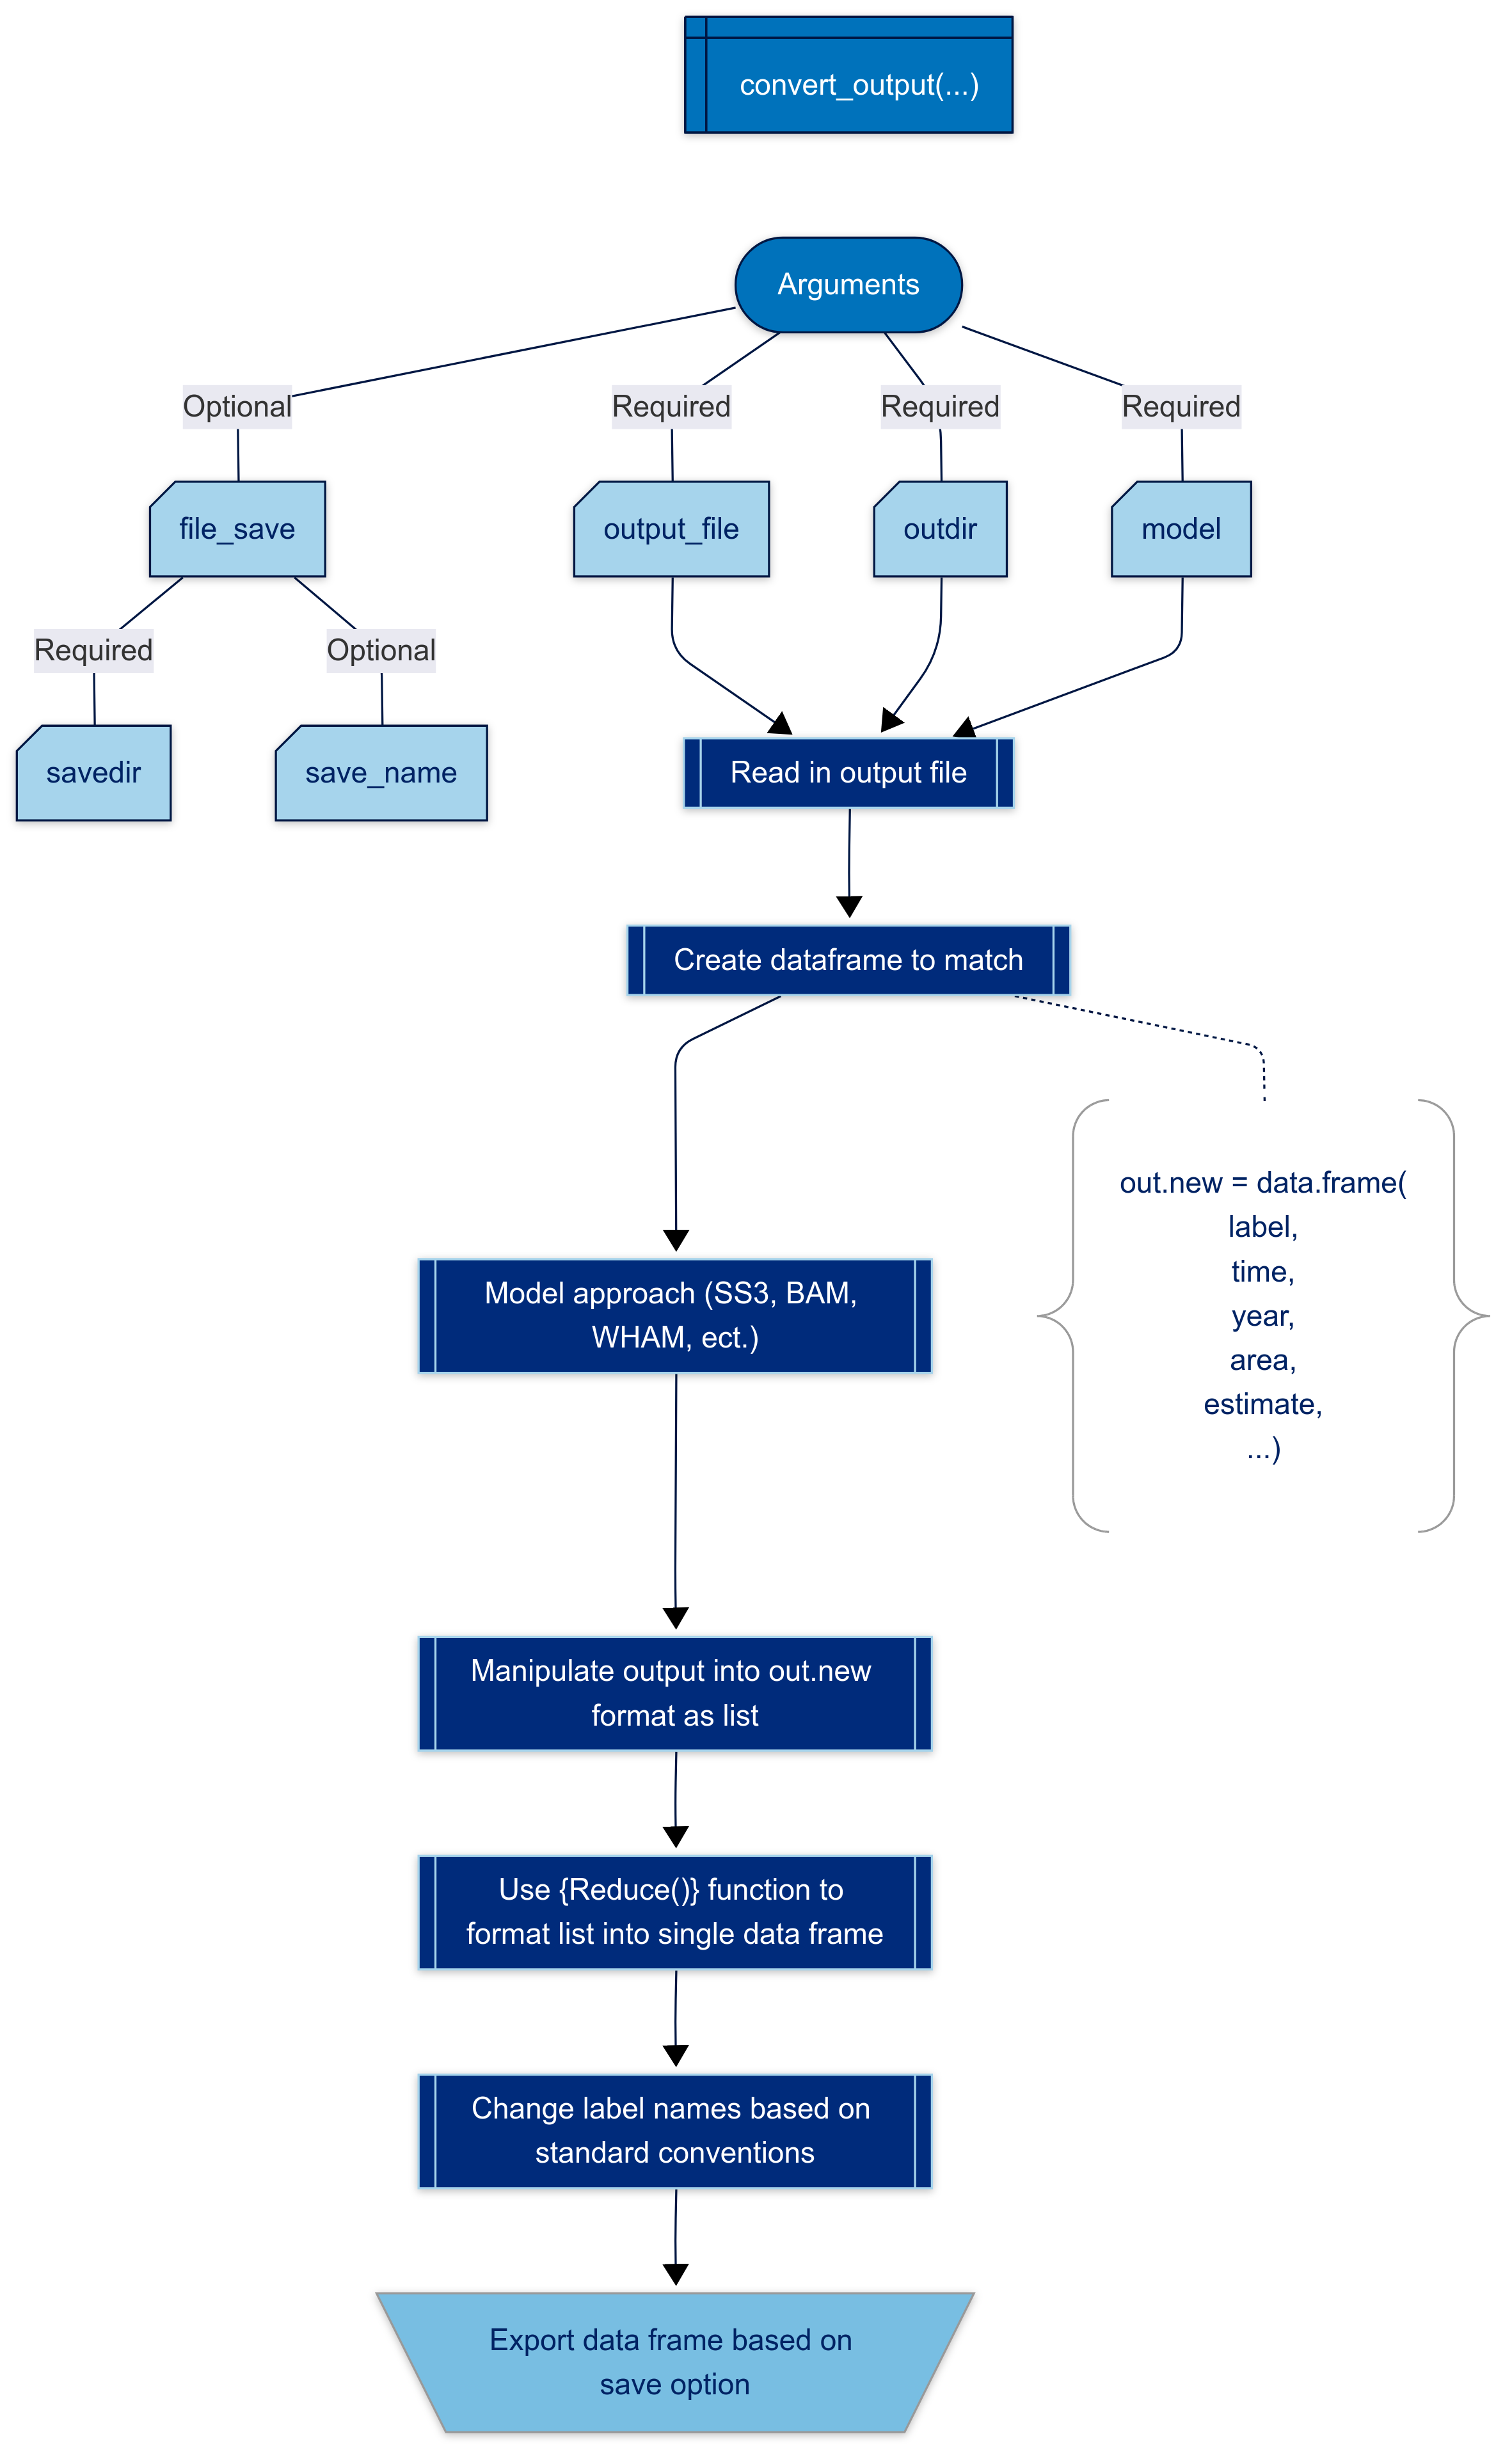 convert_output(...)
Arguments
Optional
Required
Required
Required
file_save
output_file
outdir
model
Required
Optional
savedir
save_name
Read in output file
Create dataframe to match
out.new = data.frame(
label,
time,
year,
area,
estimate,
...)
Model approach (SS3, BAM,
WHAM, ect.)
Manipulate output into out.new
format as list
Use {Reduce()} function to
format list into single data frame
Change label names based on
standard conventions
Export data frame based on
save option